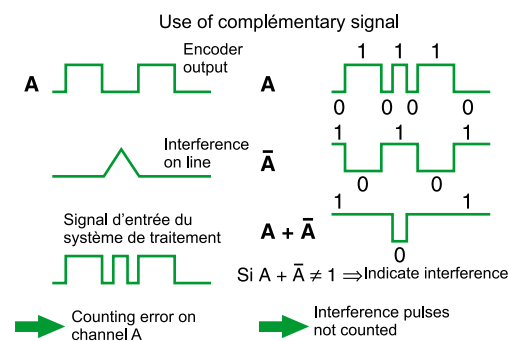 Use of complémentary signal
Encoder
output
A
Interference
on line
Signal d'entrée du
système de traitement
Counting error on
channel A
1 1 1
A
0 0 0 0
1 1 1
Ā
0 0
1 1
A + Ā
0
Si A + Ā ≠ 1 ⇒ Indicate interference
Interference pulses
not counted